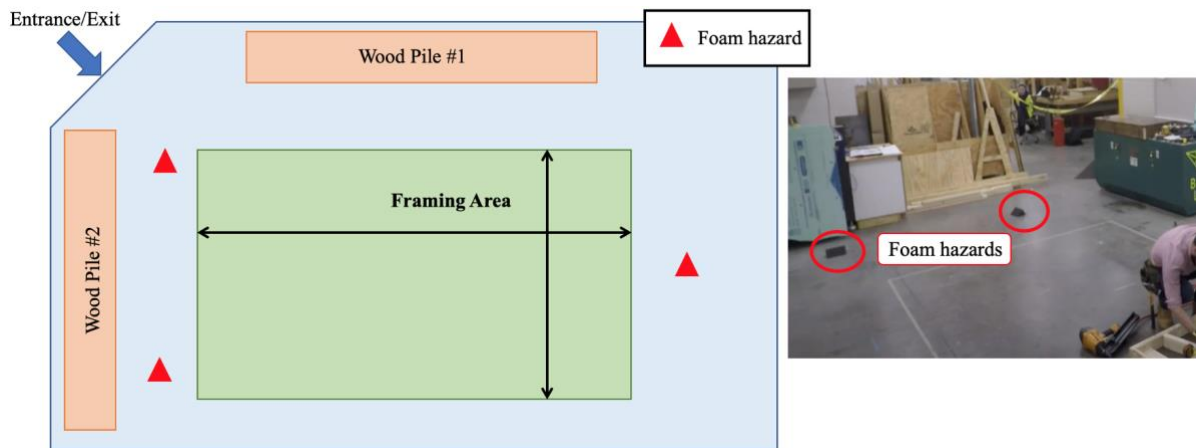 Entrance/Exit
Wood Pile #1
Foam hazard
Framing Area
Wood Pile #2
Foam hazards